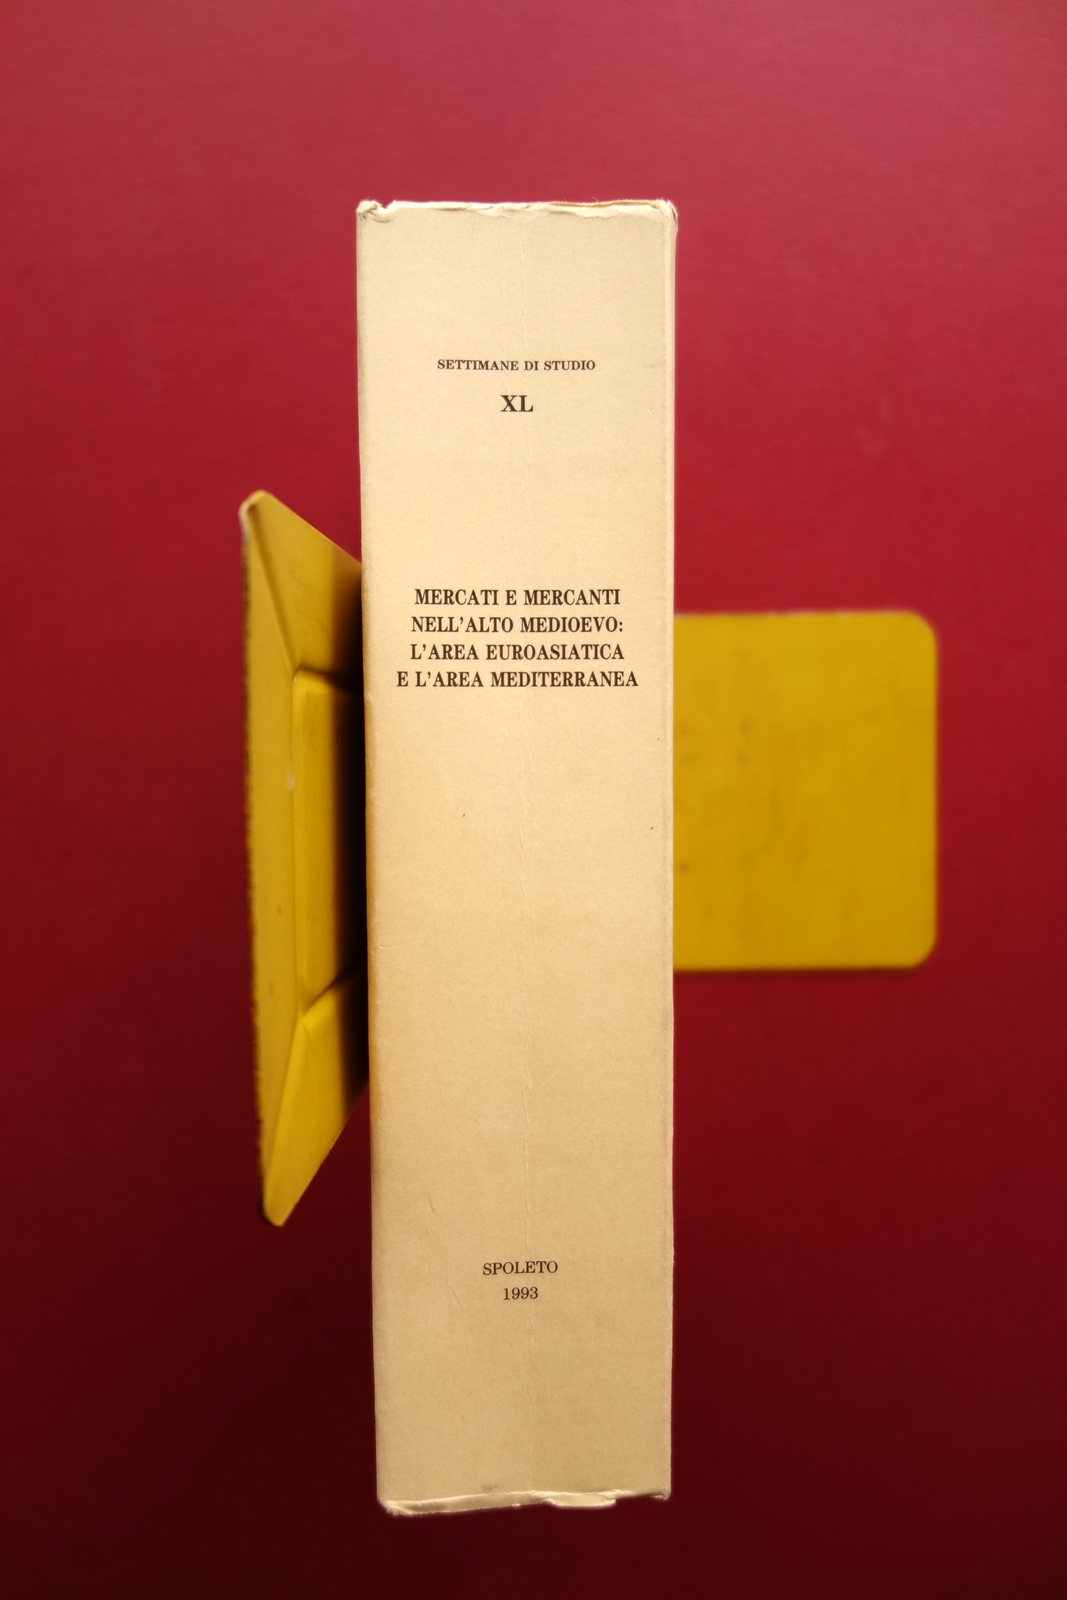 SETTIMANE DI STUDIO
XL
MERCATI E MERCANTI
NELL'ALTO MEDIOEVO:
L'AREA EUROASIATICA
E L'AREA MEDITERRANEA
SPOLETO
1993